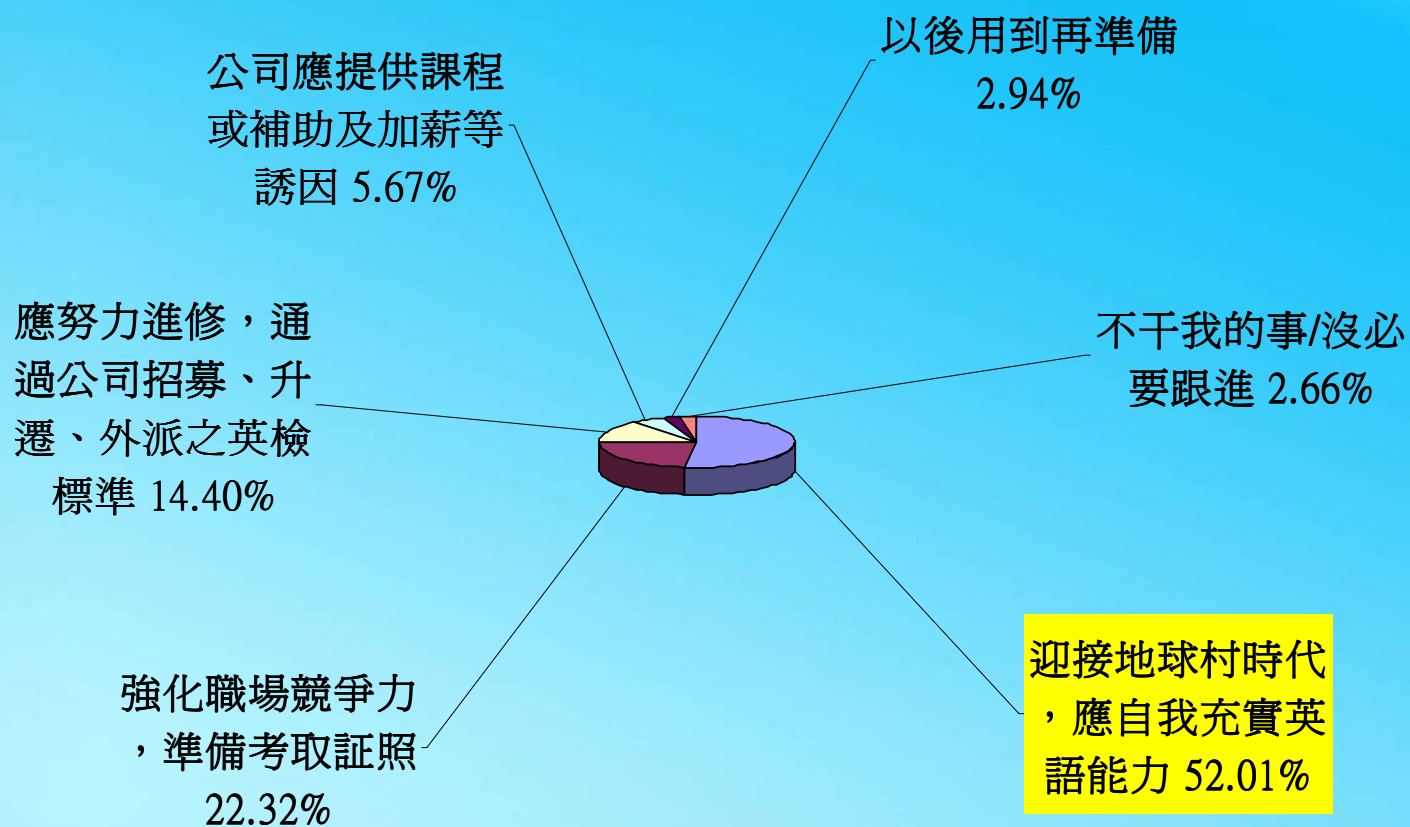 以後用到再準備
2.94%
公司應提供課程
或補助及加薪等
誘因 5.67%
應努力進修，通
過公司招募、升
遷、外派之英檢
標準 14.40%
不干我的事/沒必
要跟進 2.66%
強化職場競爭力
，準備考取証照
22.32%
迎接地球村時代
，應自我充實英
語能力 52.01%